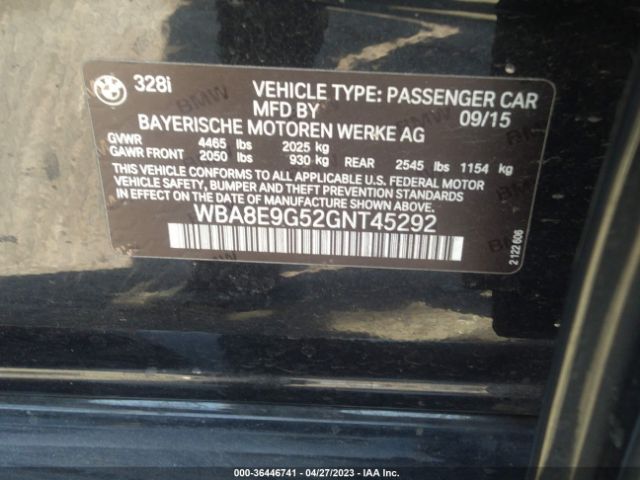 328i
VEHICLE TYPE: PASSENGER CAR
MFD BY 09/15
BAYERISCHE MOTOREN WERKE AG
GVWR 4465 lbs 2025 kg
GAWR FRONT 2050 lbs 930 kg REAR 2545 lbs 1154 kg
THIS VEHICLE CONFORMS TO ALL APPLICABLE U.S. FEDERAL MOTOR
VEHICLE SAFETY, BUMPER AND THEFT PREVENTION STANDARDS
IN EFFECT ON THE DATE OF MANUFACTURE SHOWN ABOVE.
WBA8E9G52GNT45292
2 122 606
000-36446741 - 04/27/2023 - IAA Inc.